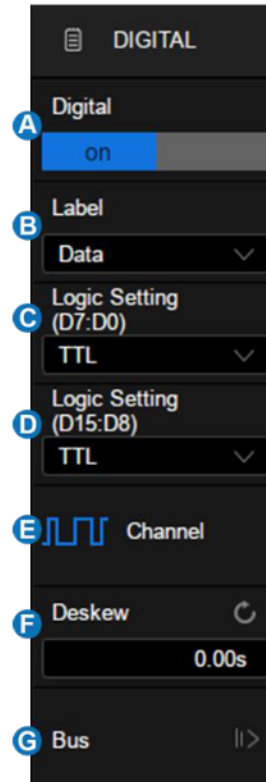 DIGITAL
Digital
A
on
Label
B
Data
Logic Setting
C
(D7:D0)
TTL
Logic Setting
D
(D15:D8)
TTL
E
Channel
Deskew
F
0.00s
G
Bus